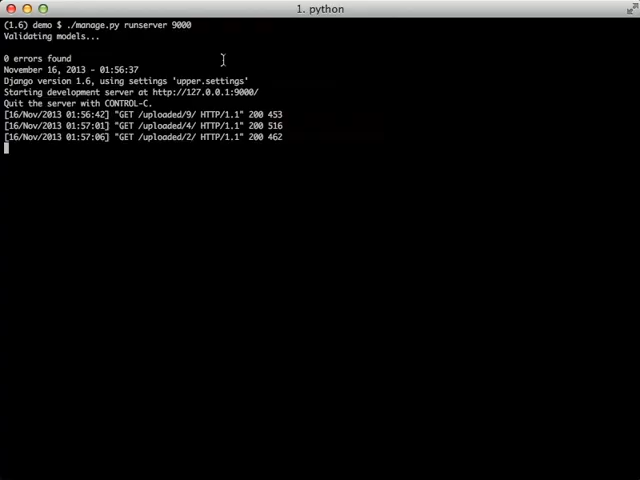 1. python
(1.6) demo $ ./manage.py runserver 9000
Validating models...
0 errors found
November 16, 2013 - 01:56:37
Django version 1.6, using settings 'upper.settings'
Starting development server at http://127.0.0.1:9000/
Quit the server with CONTROL-C.
[16/Nov/2013 01:56:42] "GET /uploaded/9/ HTTP/1.1" 200 453
[16/Nov/2013 01:57:01] "GET /uploaded/4/ HTTP/1.1" 200 516
[16/Nov/2013 01:57:06] "GET /uploaded/2/ HTTP/1.1" 200 462